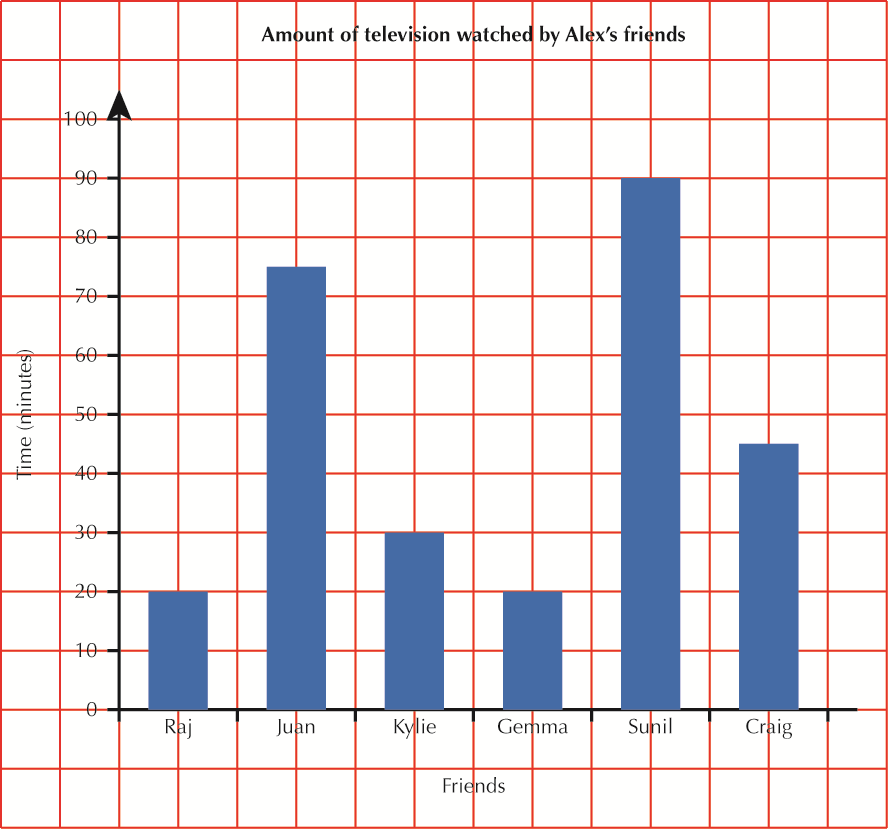 Amount of television watched by Alex’s friends
Time (minutes)
100
90
80
70
60
50
40
30
20
10
0
Raj Juan Kylie Gemma Sunil Craig
Friends